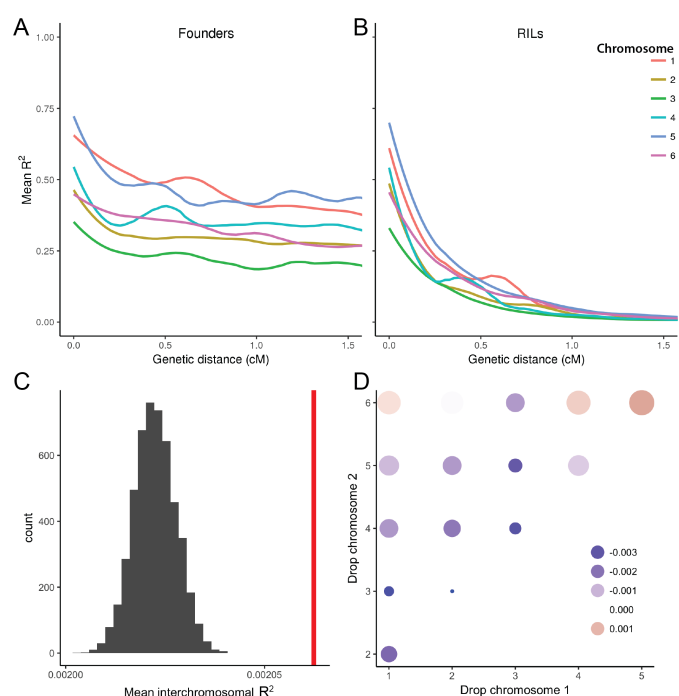 A
Founders
1.00
0.75
0.50
0.25
0.00
Mean R²
0.0
0.5
1.0
1.5
Genetic distance (cM)
B
RILs
Chromosome
1
2
3
4
5
6
0.0
0.5
1.0
1.5
Genetic distance (cM)
C
600
400
200
0
count
0.00200
0.00205
Mean interchromosomal R²
D
6
5
4
3
2
Drop chromosome 2
-0.003
-0.002
-0.001
0.000
0.001
1
2
3
4
5
Drop chromosome 1